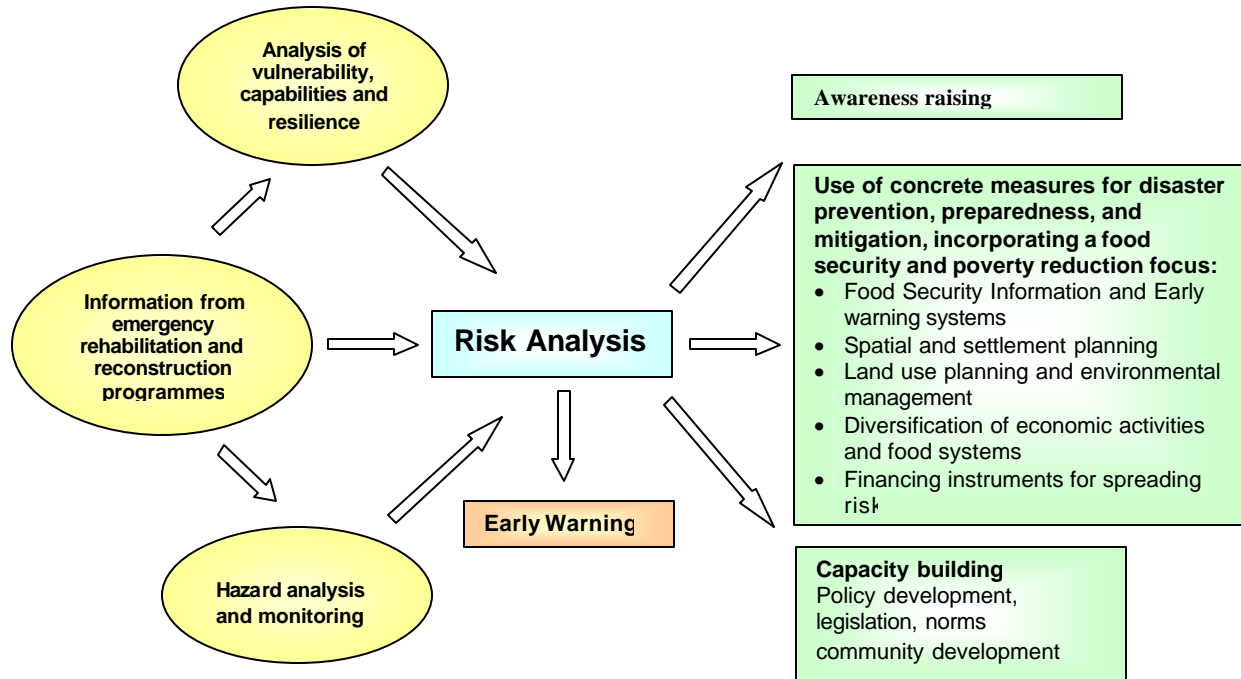 Analysis of
vulnerability,
capabilities and
resilience
Information from
emergency
rehabilitation and
reconstruction
programmes
Hazard analysis
and monitoring
Risk Analysis
Early Warning
Awareness raising
Use of concrete measures for disaster
prevention, preparedness, and
mitigation, incorporating a food
security and poverty reduction focus:
• Food Security Information and Early
warning systems
• Spatial and settlement planning
• Land use planning and environmental
management
• Diversification of economic activities
and food systems
• Financing instruments for spreading
risk
Capacity building
Policy development,
legislation, norms
community development